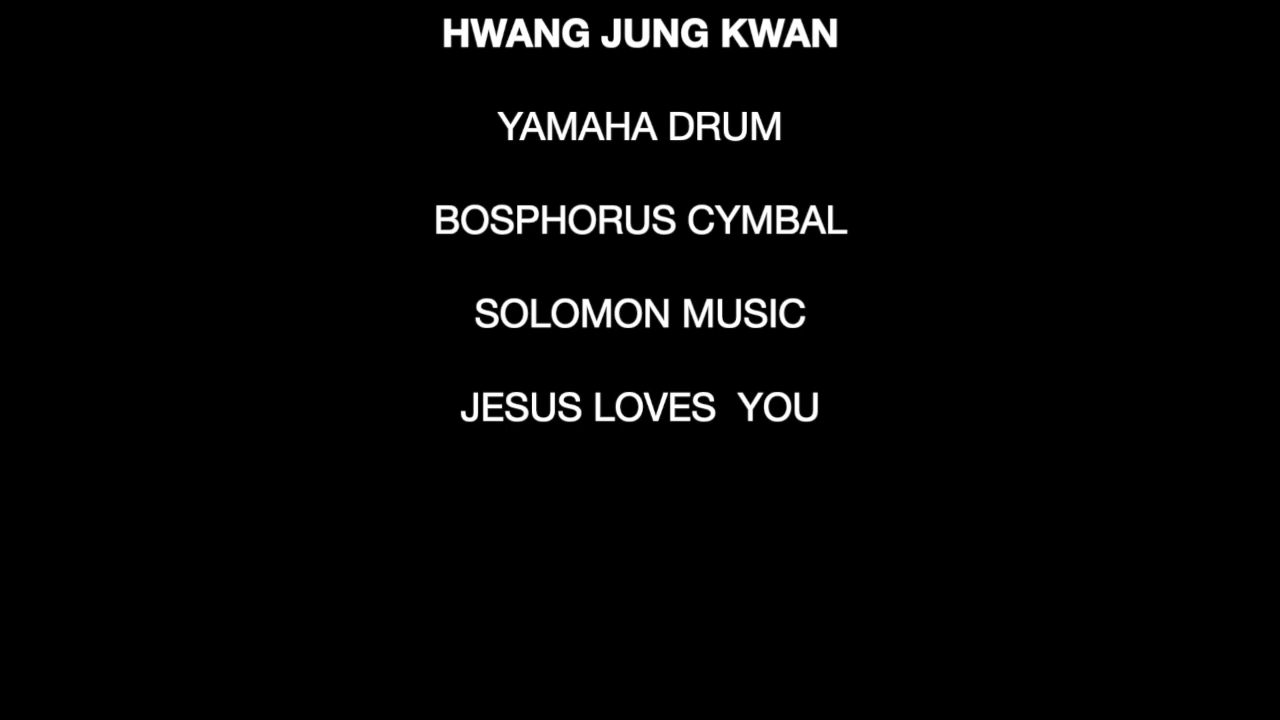 HWANG JUNG KWAN
YAMAHA DRUM
BOSPHORUS CYMBAL
SOLOMON MUSIC
JESUS LOVES  YOU